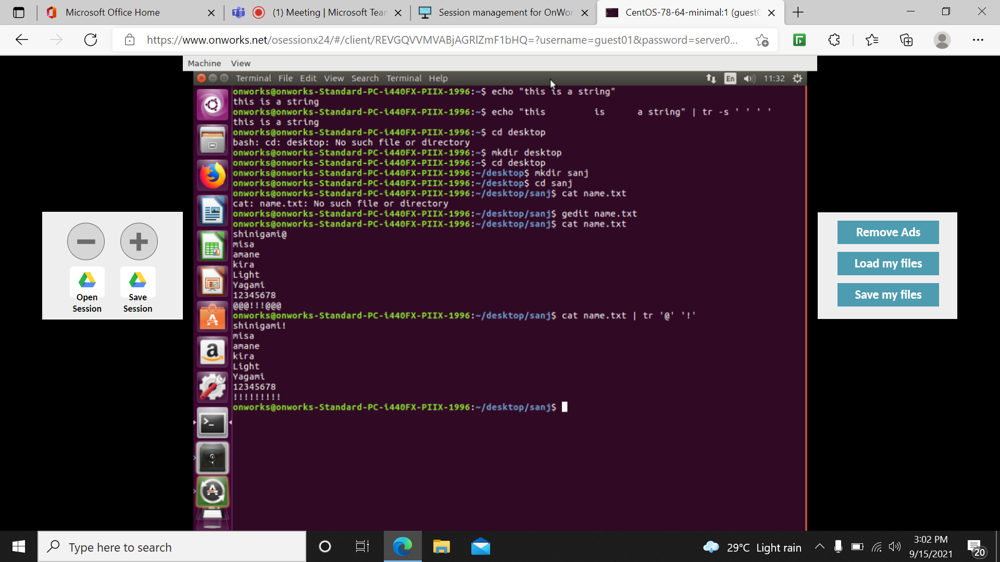 Microsoft Office Home
(1) Meeting | Microsoft Tean
Session management for OnWor
CentOS-78-64-minimal:1 (guest0
https://www.onworks.net/osessionx24/#/client/REVGQVVMVABjAGRlZmF1bHQ=?username=guest01&password=server0...
Machine View
Terminal File Edit View Search Terminal Help
En 11:32
onworks@onworks-Standard-PC-i440FX-PIIX-1996:~$ echo "this is a string"
this is a string
onworks@onworks-Standard-PC-i440FX-PIIX-1996:~$ echo "this         is      a string" | tr -s ' ' ' '
this is a string
onworks@onworks-Standard-PC-i440FX-PIIX-1996:~$ cd desktop
bash: cd: desktop: No such file or directory
onworks@onworks-Standard-PC-i440FX-PIIX-1996:~$ mkdir desktop
onworks@onworks-Standard-PC-i440FX-PIIX-1996:~$ cd desktop
onworks@onworks-Standard-PC-i440FX-PIIX-1996:~/desktop$ mkdir sanj
onworks@onworks-Standard-PC-i440FX-PIIX-1996:~/desktop$ cd sanj
onworks@onworks-Standard-PC-i440FX-PIIX-1996:~/desktop/sanj$ cat name.txt
cat: name.txt: No such file or directory
onworks@onworks-Standard-PC-i440FX-PIIX-1996:~/desktop/sanj$ gedit name.txt
onworks@onworks-Standard-PC-i440FX-PIIX-1996:~/desktop/sanj$ cat name.txt
shinigami@
misa
amane
kira
Light
Yagami
12345678
@@@!!!@@@
onworks@onworks-Standard-PC-i440FX-PIIX-1996:~/desktop/sanj$ cat name.txt | tr '@' '!'
shinigami!
misa
amane
kira
Light
Yagami
12345678
!!!!!!!!!
onworks@onworks-Standard-PC-i440FX-PIIX-1996:~/desktop/sanj$
Open Session
Save Session
Remove Ads
Load my files
Save my files
Type here to search
29°C Light rain
3:02 PM
9/15/2021
20